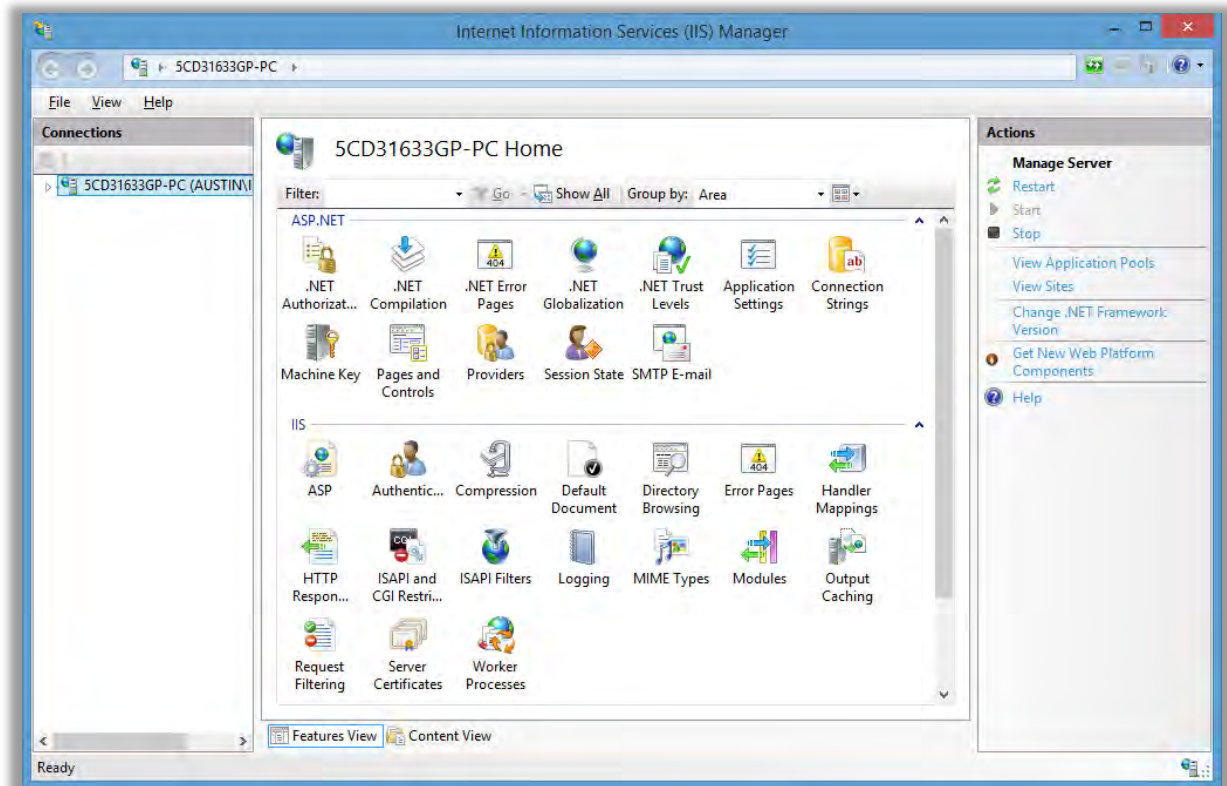 Internet Information Services (IIS) Manager
5CD31633GP-PC
File View Help
Connections
5CD31633GP-PC (AUSTIN\I
5CD31633GP-PC Home
Filter: Go Show All Group by: Area
ASP.NET
.NET Authorizat...
.NET Compilation
.NET Error Pages
.NET Globalization
.NET Trust Levels
Application Settings
Connection Strings
Machine Key
Pages and Controls
Providers
Session State
SMTP E-mail
IIS
ASP
Authentic...
Compression
Default Document
Directory Browsing
Error Pages
Handler Mappings
HTTP Respon...
ISAPI and CGI Restri...
ISAPI Filters
Logging
MIME Types
Modules
Output Caching
Request Filtering
Server Certificates
Worker Processes
Features View Content View
Ready
Actions
Manage Server
Restart
Start
Stop
View Application Pools
View Sites
Change .NET Framework
Version
Get New Web Platform
Components
Help